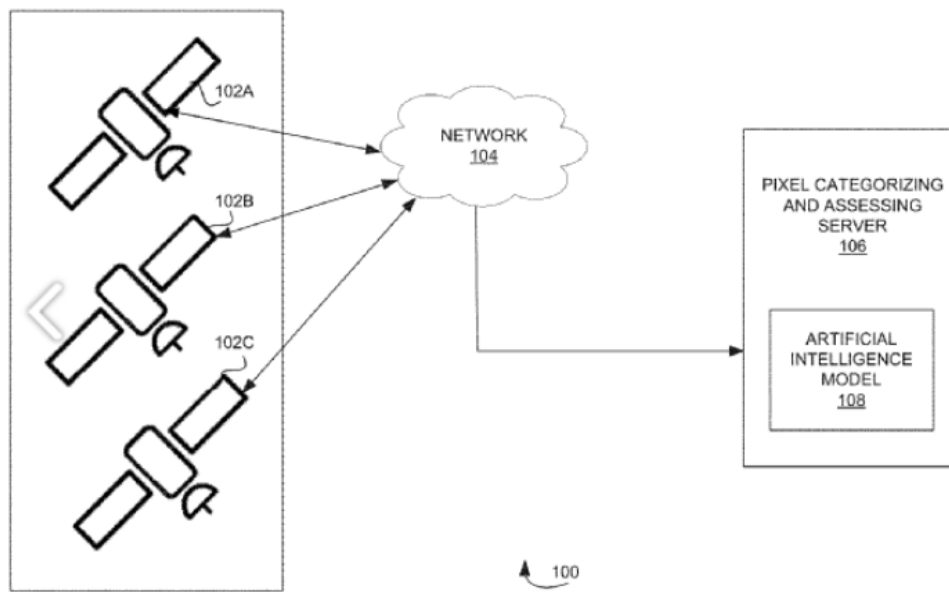 102A
102B
102C
NETWORK
104
PIXEL CATEGORIZING
AND ASSESSING
SERVER
106
ARTIFICIAL
INTELLIGENCE
MODEL
108
100